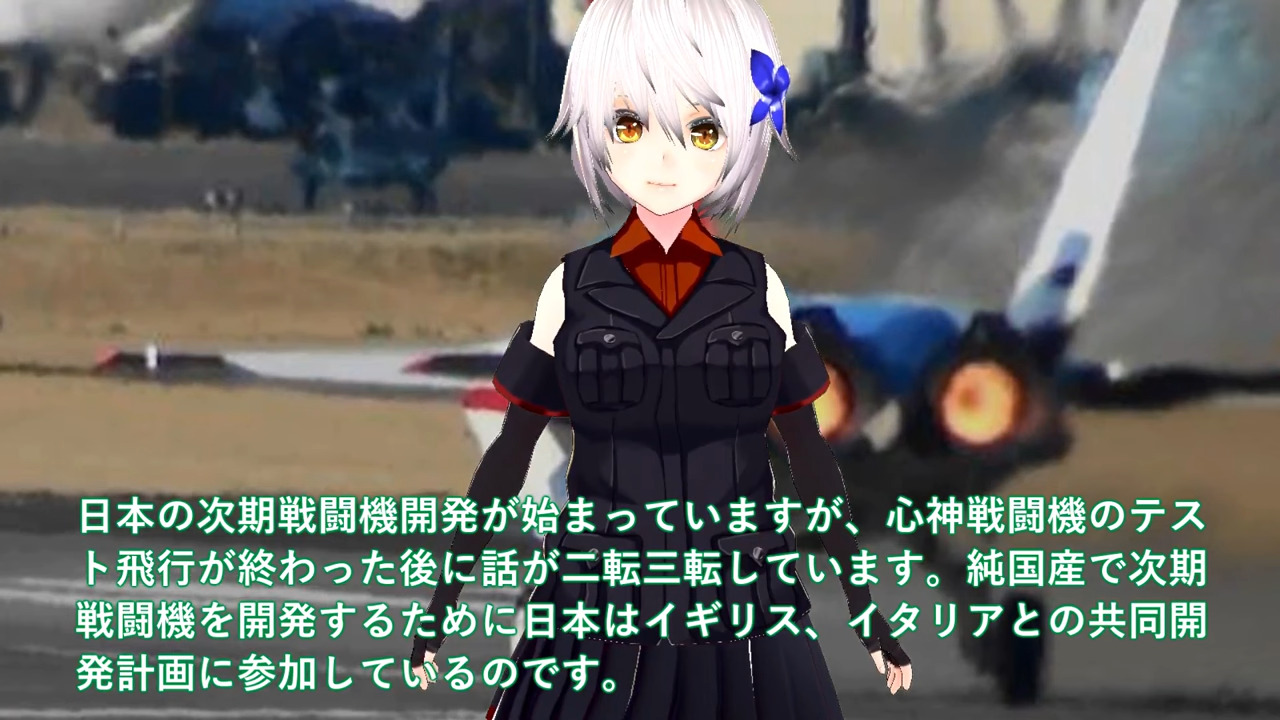 日本の次期戦闘機開発が始まっていますが、心神戦闘機のテス
ト飛行が終わった後に話が二転三転しています。純国産で次期
戦闘機を開発するために日本はイギリス、イタリアとの共同開
発計画に参加しているのです。